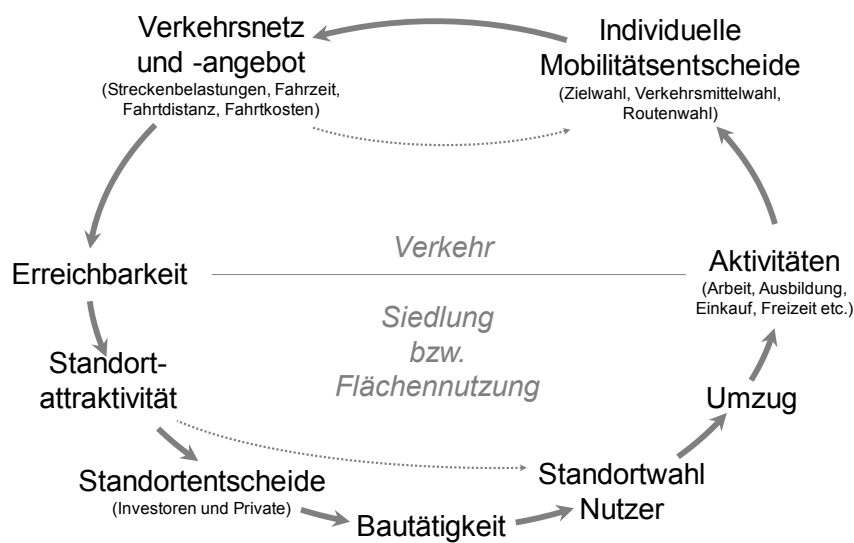 Verkehrsnetz
und -angebot
(Streckenbelastungen, Fahrzeit,
Fahrtdistanz, Fahrtkosten)
Individuelle
Mobilitätsentscheide
(Zielwahl, Verkehrsmittelwahl,
Routenwahl)
Verkehr
Erreichbarkeit
Aktivitäten
(Arbeit, Ausbildung,
Einkauf, Freizeit etc.)
Siedlung
bzw.
Flächennutzung
Standort-
attraktivität
Umzug
Standortentscheide
(Investoren und Private)
Standortwahl
Nutzer
Bautätigkeit